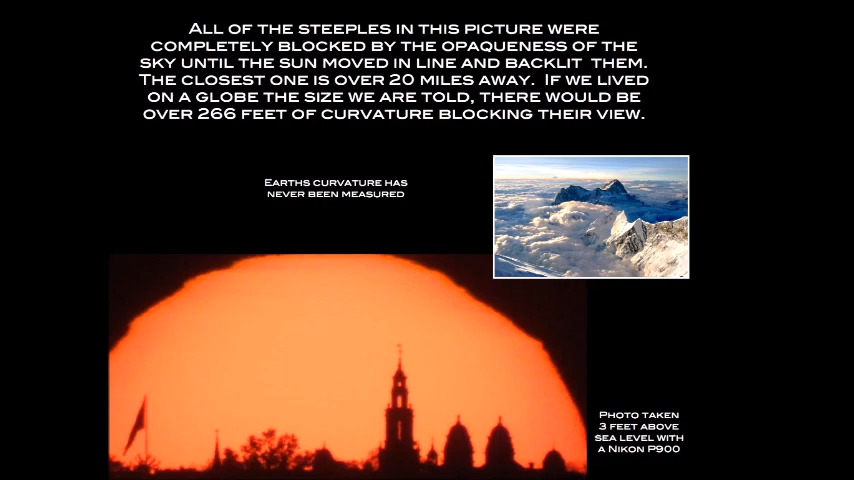 ALL OF THE STEEPLES IN THIS PICTURE WERE
COMPLETELY BLOCKED BY THE OPAQUENESS OF THE
SKY UNTIL THE SUN MOVED IN LINE AND BACKLIT THEM.
THE CLOSEST ONE IS OVER 20 MILES AWAY. IF WE LIVED
ON A GLOBE THE SIZE WE ARE TOLD, THERE WOULD BE
OVER 266 FEET OF CURVATURE BLOCKING THEIR VIEW.
EARTHS CURVATURE HAS
NEVER BEEN MEASURED
PHOTO TAKEN
3 FEET ABOVE
SEA LEVEL WITH
A NIKON P900